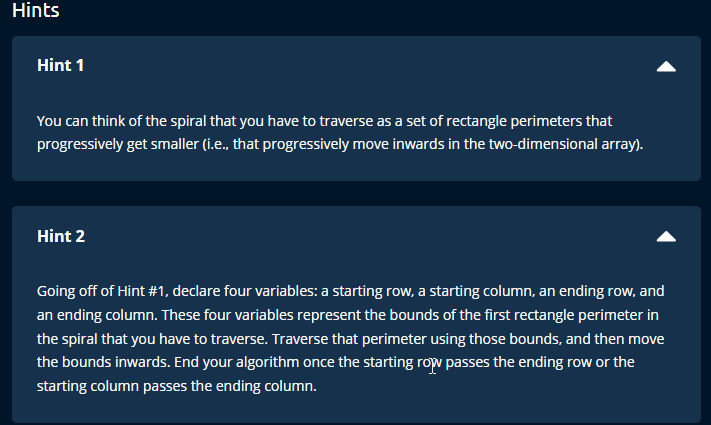 Hints
Hint 1
You can think of the spiral that you have to traverse as a set of rectangle perimeters that
progressively get smaller (i.e., that progressively move inwards in the two-dimensional array).
Hint 2
Going off of Hint #1, declare four variables: a starting row, a starting column, an ending row, and
an ending column. These four variables represent the bounds of the first rectangle perimeter in
the spiral that you have to traverse. Traverse that perimeter using those bounds, and then move
the bounds inwards. End your algorithm once the starting row passes the ending row or the
starting column passes the ending column.